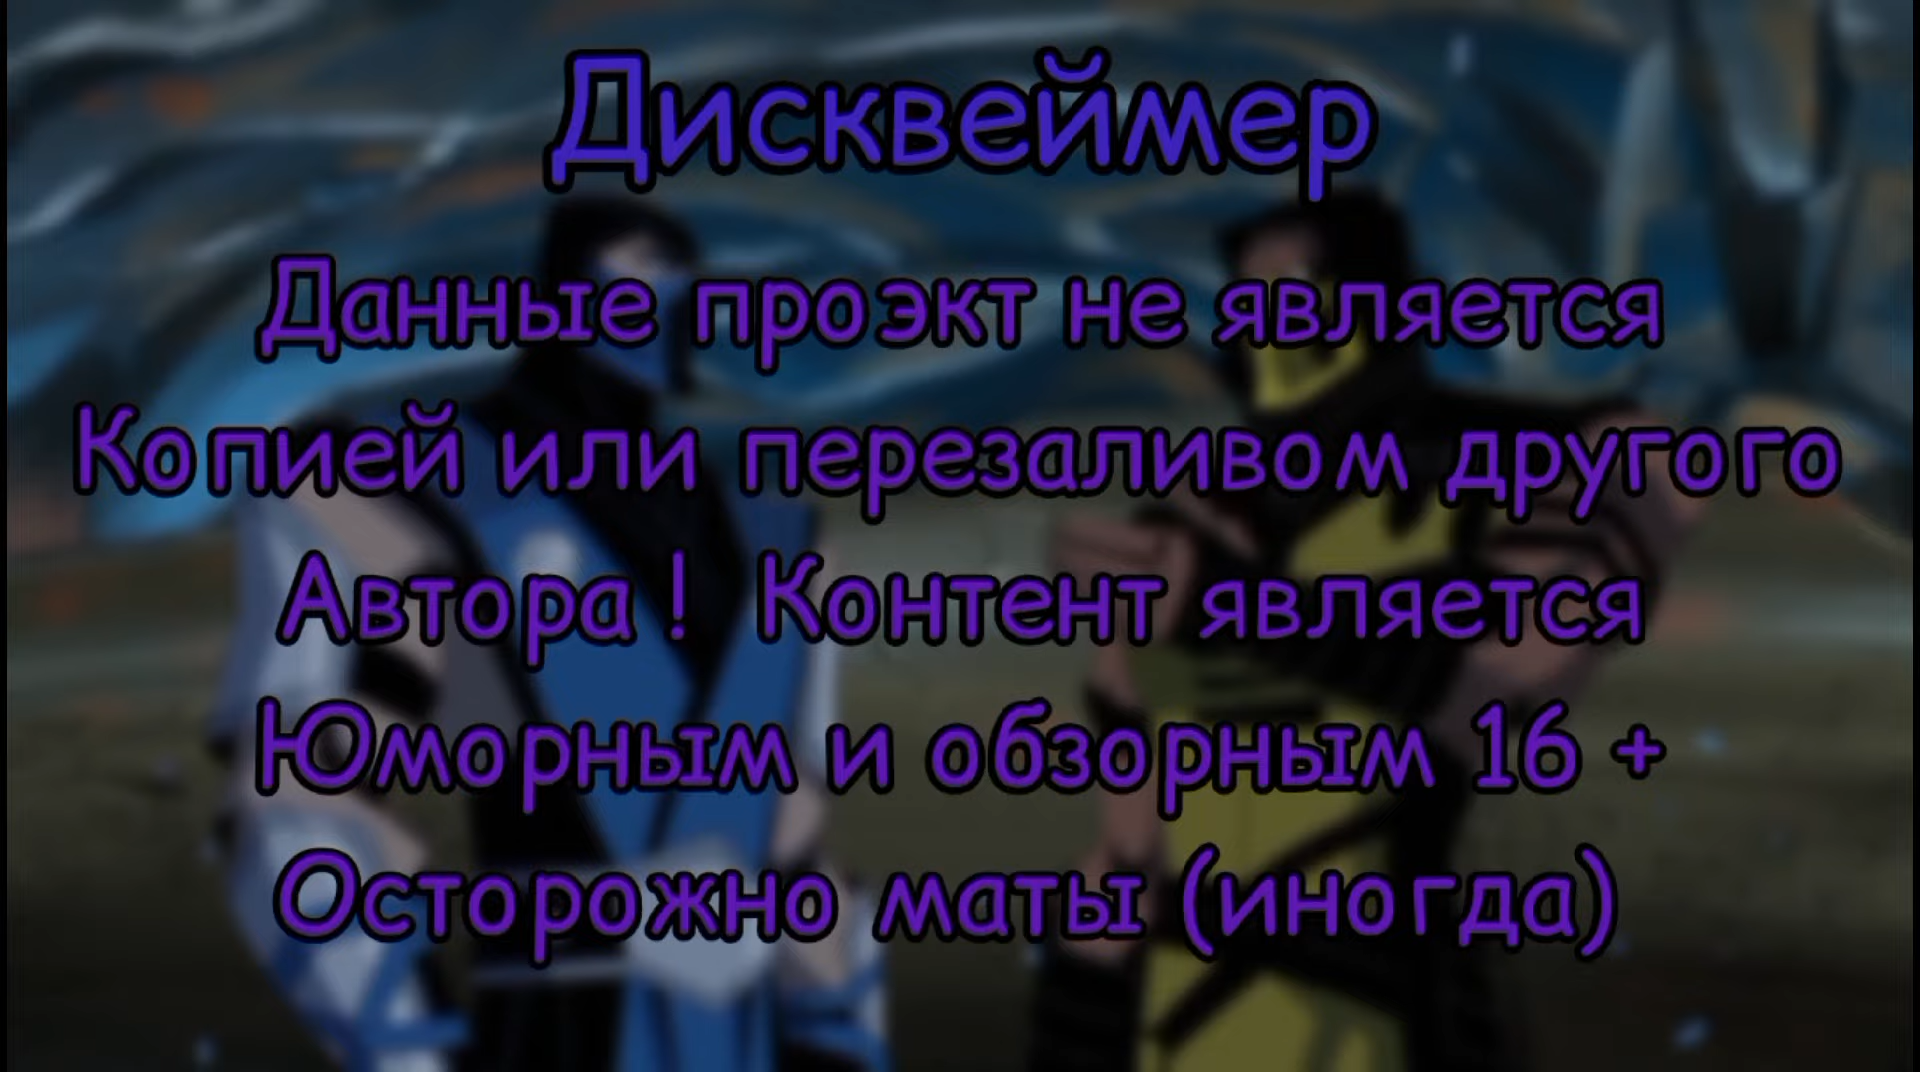 Дисквеймер
Данные проэкт не является
Копией или перезаливом другого
Автора ! Контент является
Юморным и обзорным 16 +
Осторожно маты (иногда)